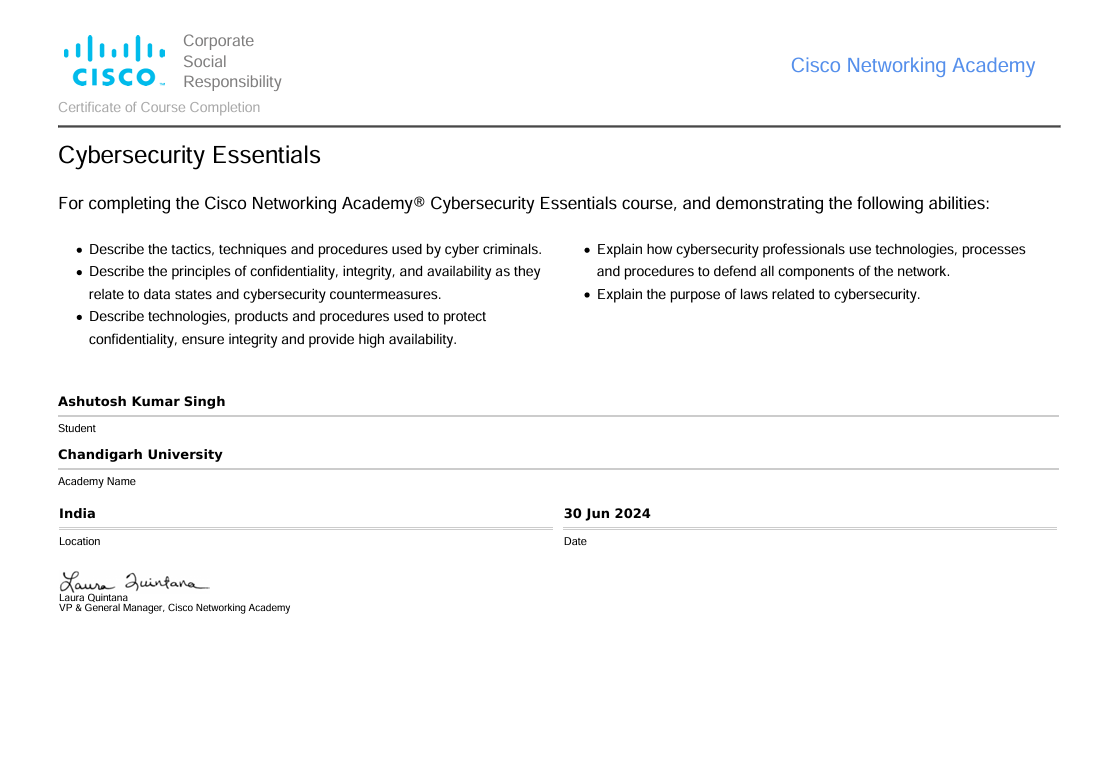 CISCO™
Corporate
Social
Responsibility
Cisco Networking Academy
Certificate of Course Completion
Cybersecurity Essentials
For completing the Cisco Networking Academy® Cybersecurity Essentials course, and demonstrating the following abilities:
• Describe the tactics, techniques and procedures used by cyber criminals.
• Describe the principles of confidentiality, integrity, and availability as they
relate to data states and cybersecurity countermeasures.
• Describe technologies, products and procedures used to protect
confidentiality, ensure integrity and provide high availability.
• Explain how cybersecurity professionals use technologies, processes
and procedures to defend all components of the network.
• Explain the purpose of laws related to cybersecurity.
Ashutosh Kumar Singh
Student
Chandigarh University
Academy Name
India
Location
30 Jun 2024
Date
Laura Quintana
Laura Quintana
VP & General Manager, Cisco Networking Academy